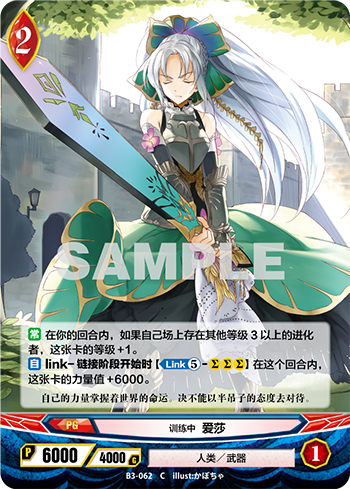 2
SAMPLE
常 在你的回合内，如果自己场上存在其他等级 3 以上的进化
者，这张卡的等级 +1。
自 link- 链接阶段开始时【Link 5 - Σ Σ Σ】在这个回合内，
这张卡的力量值 +6000。
自己的力量掌握着世界的命运。决不能以半吊子的态度去对待。
PG 训练中 爱莎
P 6000 / 4000 G 人类／武器 1
B3-062 C illust:かぼちゃ